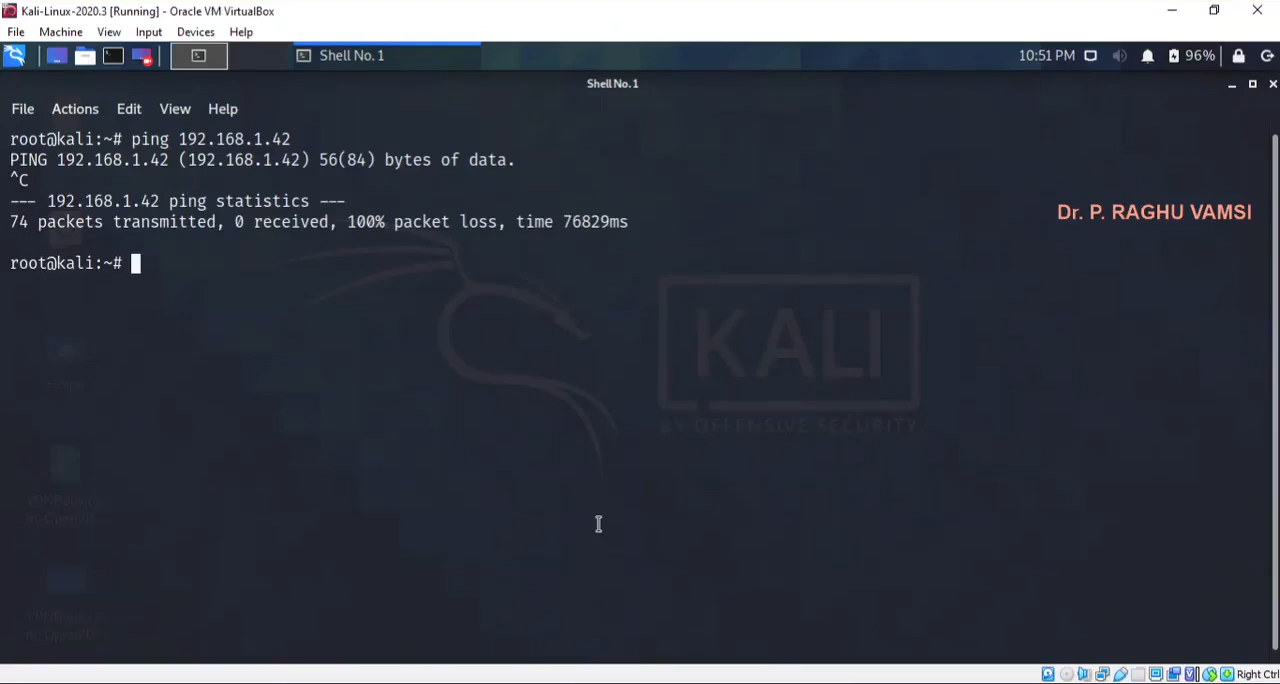 Kali-Linux-2020.3 [Running] - Oracle VM VirtualBox
File Machine View Input Devices Help
Shell No. 1
10:51 PM
96%
Shell No. 1
File Actions Edit View Help
root@kali:~# ping 192.168.1.42
PING 192.168.1.42 (192.168.1.42) 56(84) bytes of data.
^C
--- 192.168.1.42 ping statistics ---
74 packets transmitted, 0 received, 100% packet loss, time 76829ms
Dr. P. RAGHU VAMSI
root@kali:~#
KALI
BY OFFENSIVE SECURITY
Right Ctrl